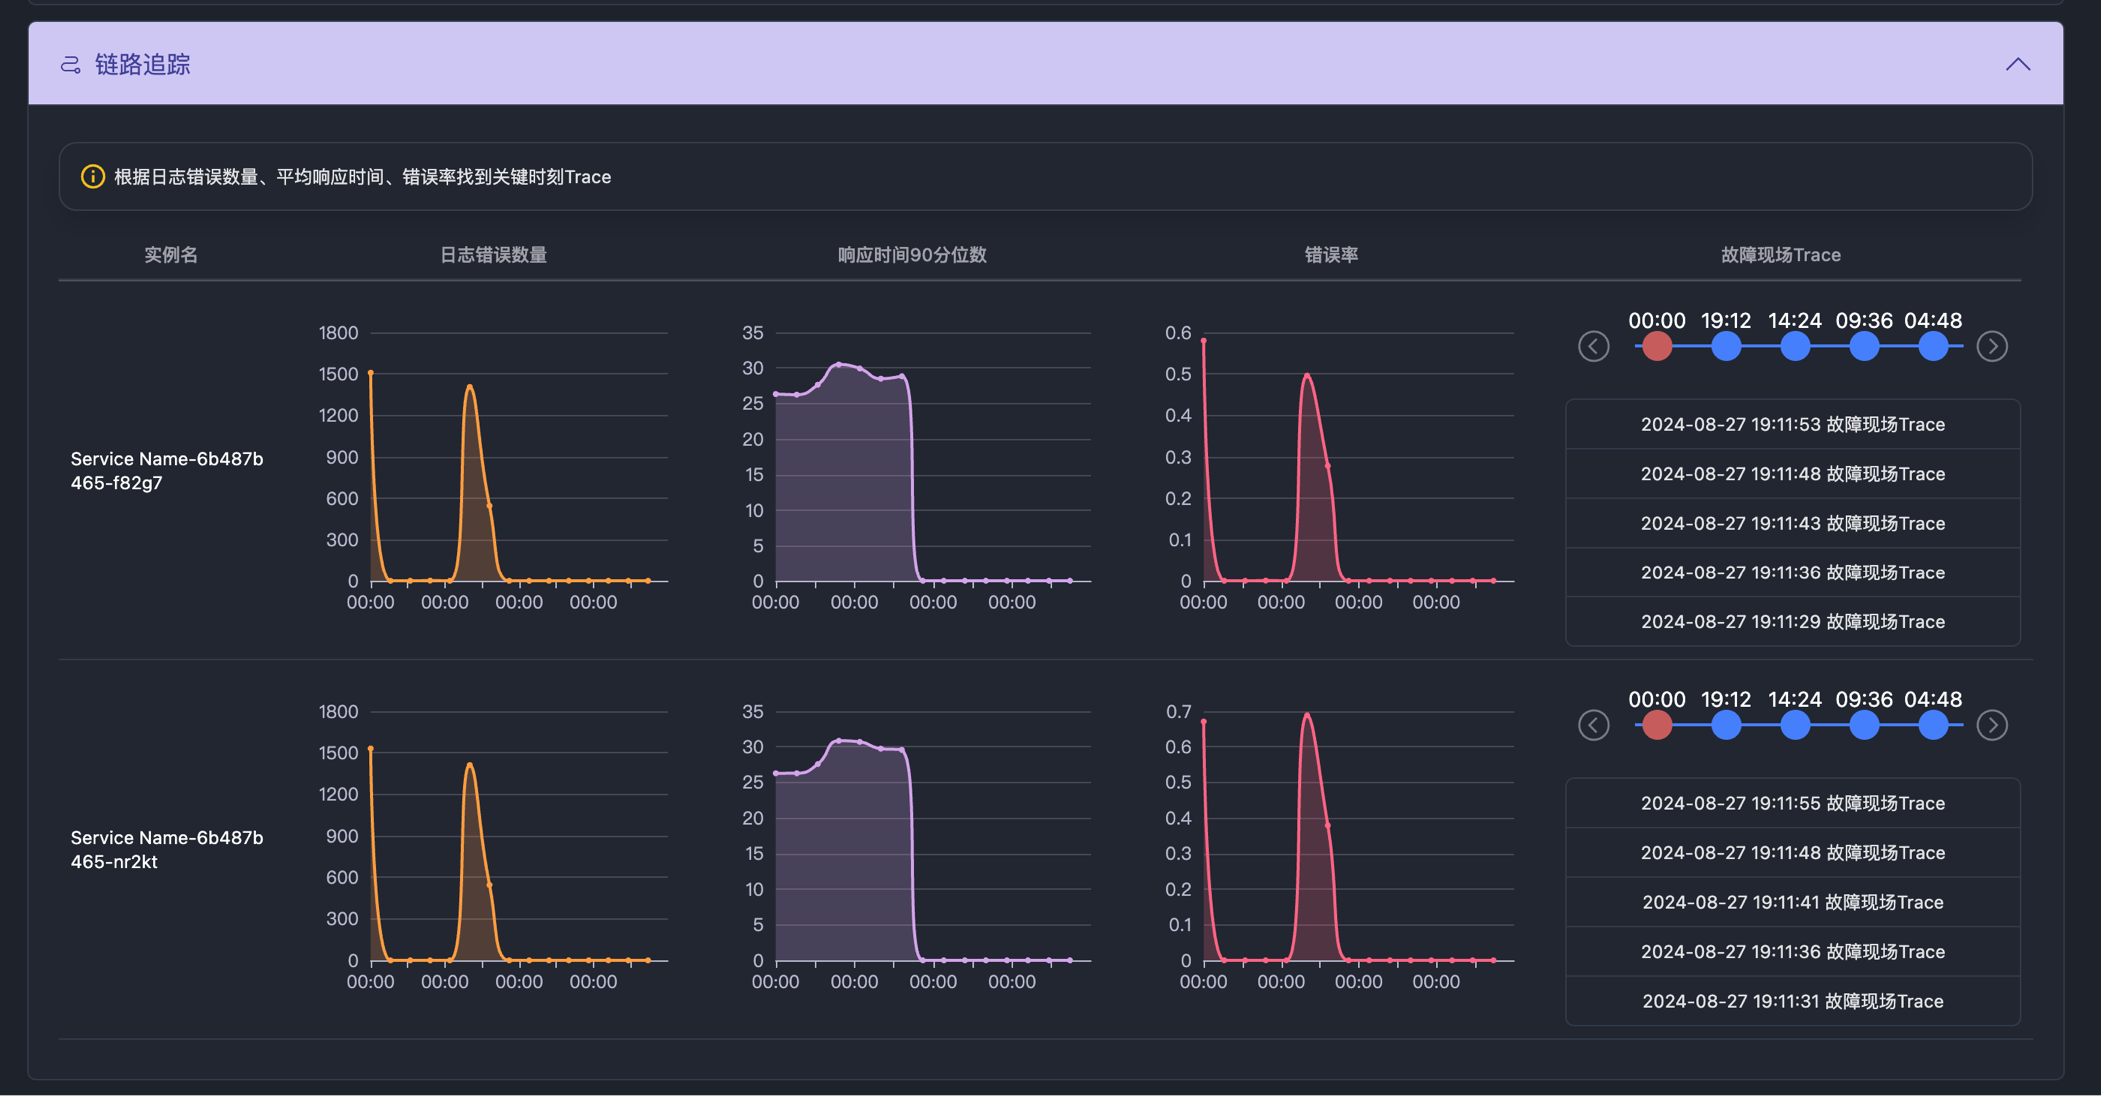 链路追踪
根据日志错误数量、平均响应时间、错误率找到关键时刻Trace
实例名 日志错误数量 响应时间90分位数 错误率 故障现场Trace
Service Name-6b487b
465-f82g7
1800
1500
1200
900
600
300
0
00:00 00:00 00:00 00:00
35
30
25
20
15
10
5
0
00:00 00:00 00:00 00:00
0.6
0.5
0.4
0.3
0.2
0.1
0
00:00 00:00 00:00 00:00
00:00 19:12 14:24 09:36 04:48
2024-08-27 19:11:53 故障现场Trace
2024-08-27 19:11:48 故障现场Trace
2024-08-27 19:11:43 故障现场Trace
2024-08-27 19:11:36 故障现场Trace
2024-08-27 19:11:29 故障现场Trace
Service Name-6b487b
465-nr2kt
1800
1500
1200
900
600
300
0
00:00 00:00 00:00 00:00
35
30
25
20
15
10
5
0
00:00 00:00 00:00 00:00
0.7
0.6
0.5
0.4
0.3
0.2
0.1
0
00:00 00:00 00:00 00:00
00:00 19:12 14:24 09:36 04:48
2024-08-27 19:11:55 故障现场Trace
2024-08-27 19:11:48 故障现场Trace
2024-08-27 19:11:41 故障现场Trace
2024-08-27 19:11:36 故障现场Trace
2024-08-27 19:11:31 故障现场Trace